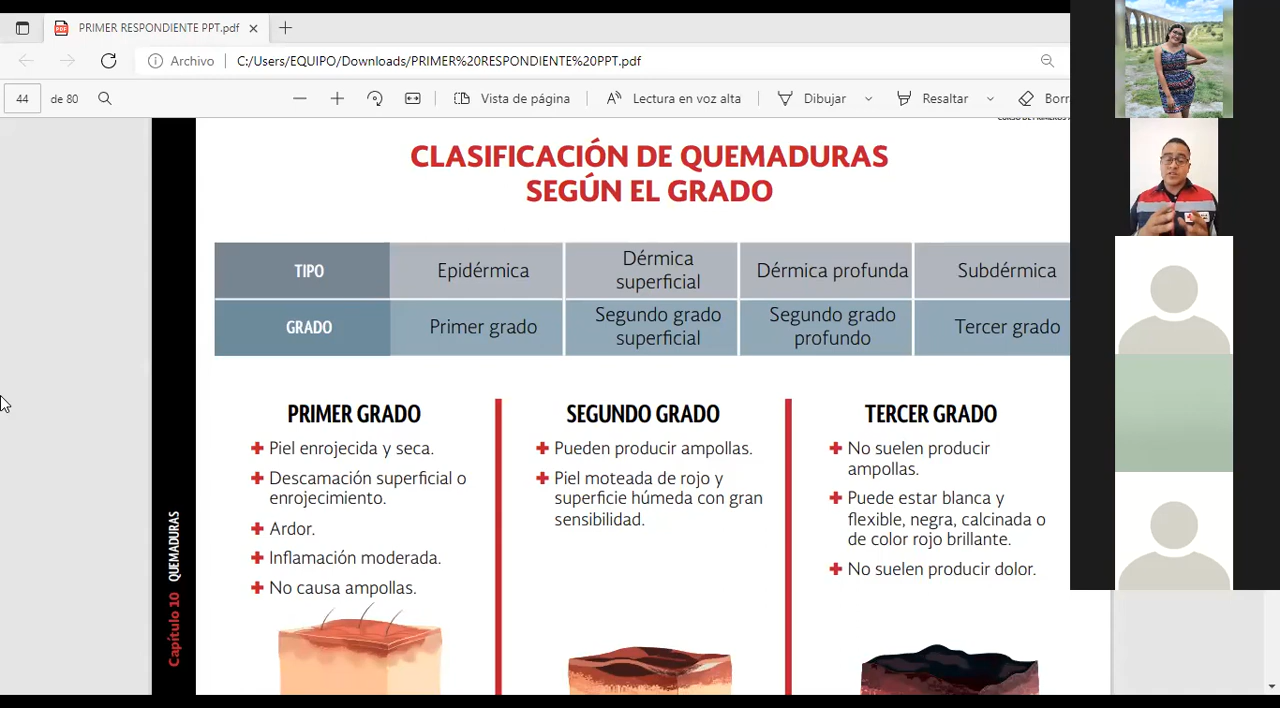 PRIMER RESPONDIENTE PPT.pdf
Archivo
C:/Users/EQUIPO/Downloads/PRIMER%20RESPONDIENTE%20PPT.pdf
44
de 80
Vista de página
Lectura en voz alta
Dibujar
Resaltar
Borr
CURSO DE PRIMEROS A
CLASIFICACIÓN DE QUEMADURAS
SEGÚN EL GRADO
TIPO
Epidérmica
Dérmica
superficial
Dérmica profunda
Subdérmica
GRADO
Primer grado
Segundo grado
superficial
Segundo grado
profundo
Tercer grado
PRIMER GRADO
Piel enrojecida y seca.
Descamación superficial o
enrojecimiento.
Ardor.
Inflamación moderada.
No causa ampollas.
SEGUNDO GRADO
Pueden producir ampollas.
Piel moteada de rojo y
superficie húmeda con gran
sensibilidad.
TERCER GRADO
No suelen producir
ampollas.
Puede estar blanca y
flexible, negra, calcinada o
de color rojo brillante.
No suelen producir dolor.
Capítulo 10 QUEMADURAS